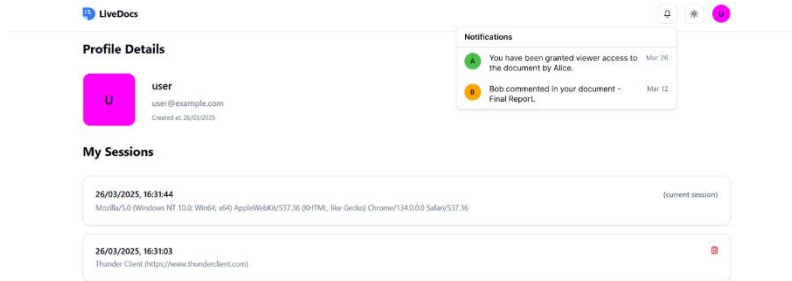 LiveDocs
U
Notifications
A
You have been granted viewer access to
the document by Alice.
Mar 26
B
Bob commented in your document -
Final Report.
Mar 12
Profile Details
U
user
user@example.com
Created at: 26/03/2025
My Sessions
26/03/2025, 16:31:44
(current session)
Mozilla/5.0 (Windows NT 10.0; Win64; x64) AppleWebKit/537.36 (KHTML, like Gecko) Chrome/134.0.0.0 Safari/537.36
26/03/2025, 16:31:03
Thunder Client (https://www.thunderclient.com)